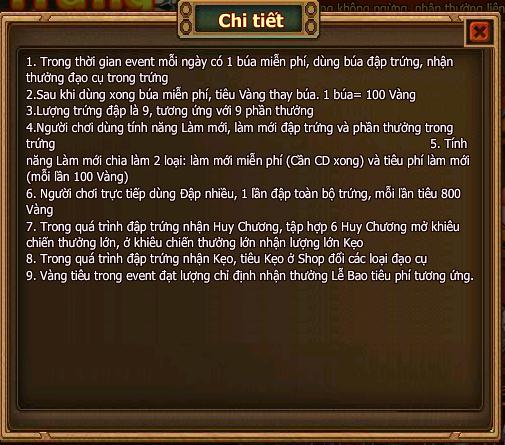 không ngừng, nhận thưởng liên
Chi tiết
1. Trong thời gian event mỗi ngày có 1 búa miễn phí, dùng búa đập trứng, nhận
thưởng đạo cụ trong trứng
2.Sau khi dùng xong búa miễn phí, tiêu Vàng thay búa. 1 búa= 100 Vàng
3.Lượng trứng đập là 9, tương ứng với 9 phần thưởng
4.Người chơi dùng tính năng Làm mới, làm mới đập trứng và phần thưởng trong
trứng 5. Tính
năng Làm mới chia làm 2 loại: làm mới miễn phí (Cần CD xong) và tiêu phí làm mới
(mỗi lần 100 Vàng)
6. Người chơi trực tiếp dùng Đập nhiều, 1 lần đập toàn bộ trứng, mỗi lần tiêu 800
Vàng
7. Trong quá trình đập trứng nhận Huy Chương, tập hợp 6 Huy Chương mở khiêu
chiến thưởng lớn, ở khiêu chiến thưởng lớn nhận lượng lớn Kẹo
8. Trong quá trình đập trứng nhận Kẹo, tiêu Kẹo ở Shop đổi các loại đạo cụ
9. Vàng tiêu trong event đạt lượng chỉ định nhận thưởng Lễ Bao tiêu phí tương ứng.